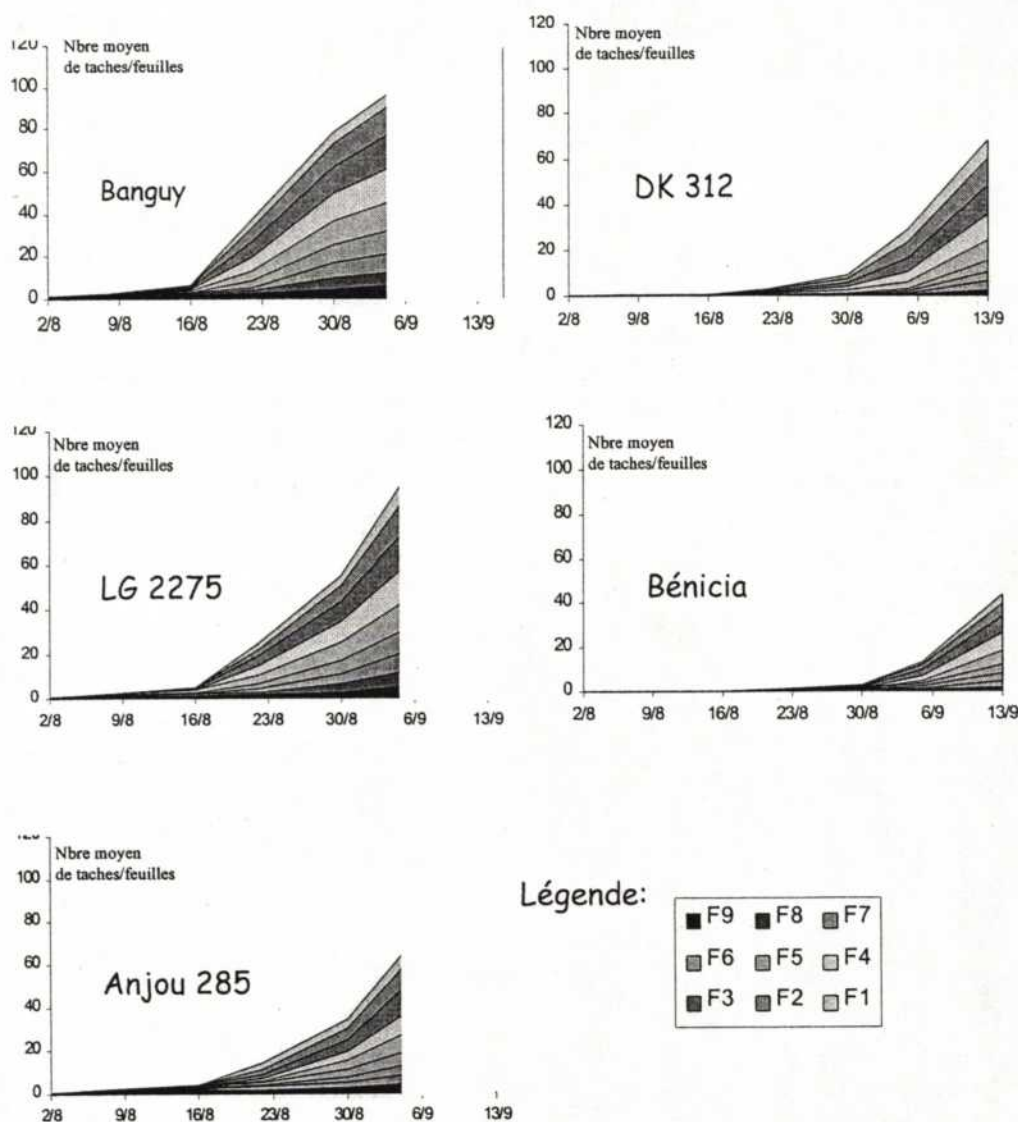 120
Nbre moyen
de taches/feuilles
100
80
60
40
20
0
Banguy
2/8 9/8 16/8 23/8 30/8 6/9 13/9
120
Nbre moyen
de taches/feuilles
100
80
60
40
20
0
DK 312
2/8 9/8 16/8 23/8 30/8 6/9 13/9
120
Nbre moyen
de taches/feuilles
100
80
60
40
20
0
LG 2275
2/8 9/8 16/8 23/8 30/8 6/9 13/9
120
Nbre moyen
de taches/feuilles
100
80
60
40
20
0
Bénicia
2/8 9/8 16/8 23/8 30/8 6/9 13/9
120
Nbre moyen
de taches/feuilles
100
80
60
40
20
0
Anjou 285
2/8 9/8 16/8 23/8 30/8 6/9 13/9
Légende:
F9 F8 F7
F6 F5 F4
F3 F2 F1